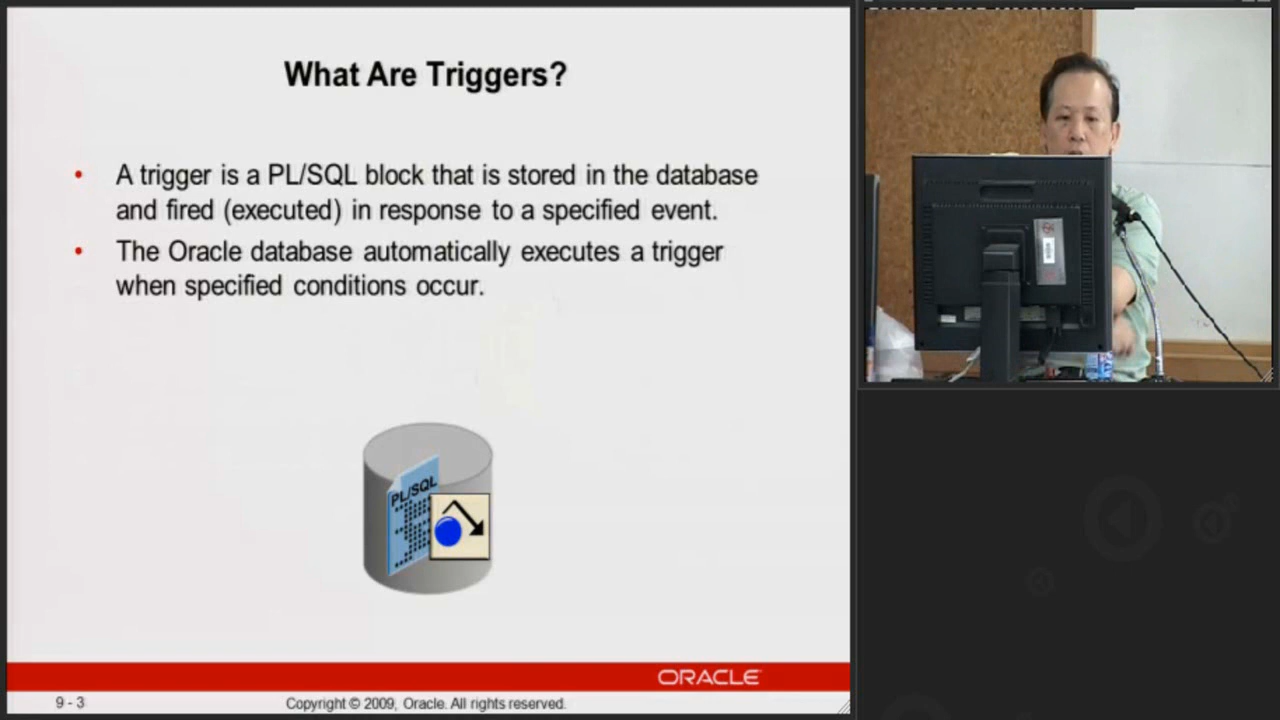 What Are Triggers?
• A trigger is a PL/SQL block that is stored in the database
and fired (executed) in response to a specified event.
• The Oracle database automatically executes a trigger
when specified conditions occur.
PL/SQL
ORACLE
9 - 3
Copyright © 2009, Oracle. All rights reserved.